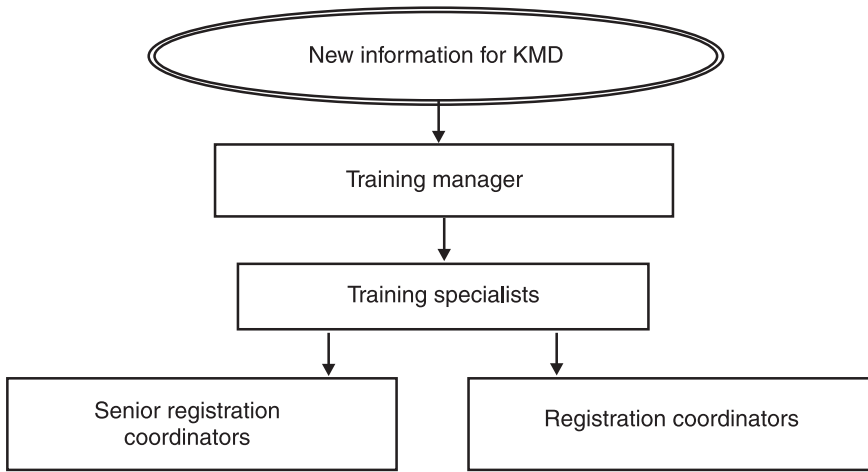 New information for KMD
Training manager
Training specialists
Senior registration
coordinators
Registration coordinators